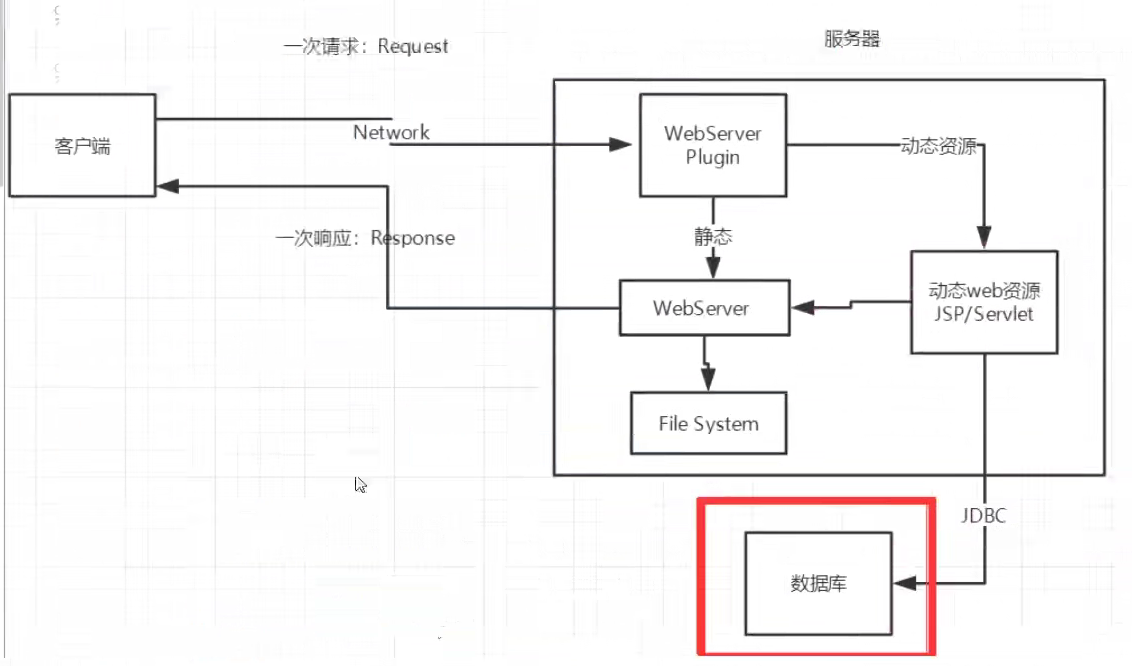 一次请求：Request
服务器
客户端
Network
WebServer
Plugin
动态资源
一次响应：Response
静态
WebServer
动态web资源
JSP/Servlet
File System
JDBC
数据库